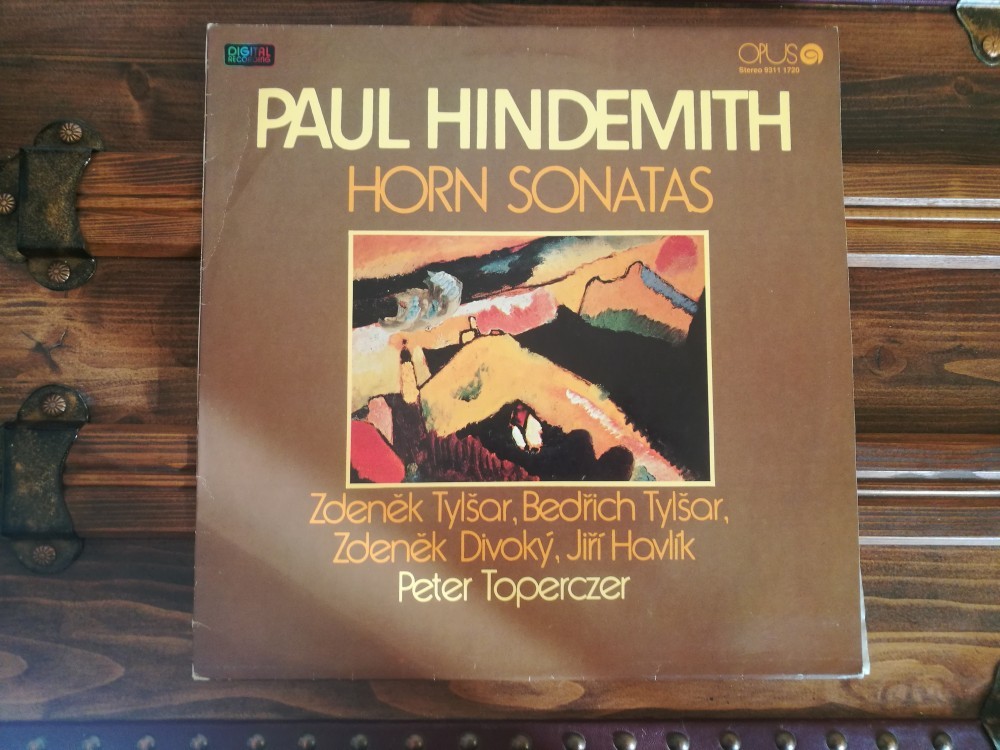 DIGITAL
RECORDING
OPUS
Stereo 9311 1720
PAUL HINDEMITH
HORN SONATAS
Zdeněk Tylšar, Bedřich Tylšar,
Zdeněk Divoký, Jiří Havlík
Peter Toperczer